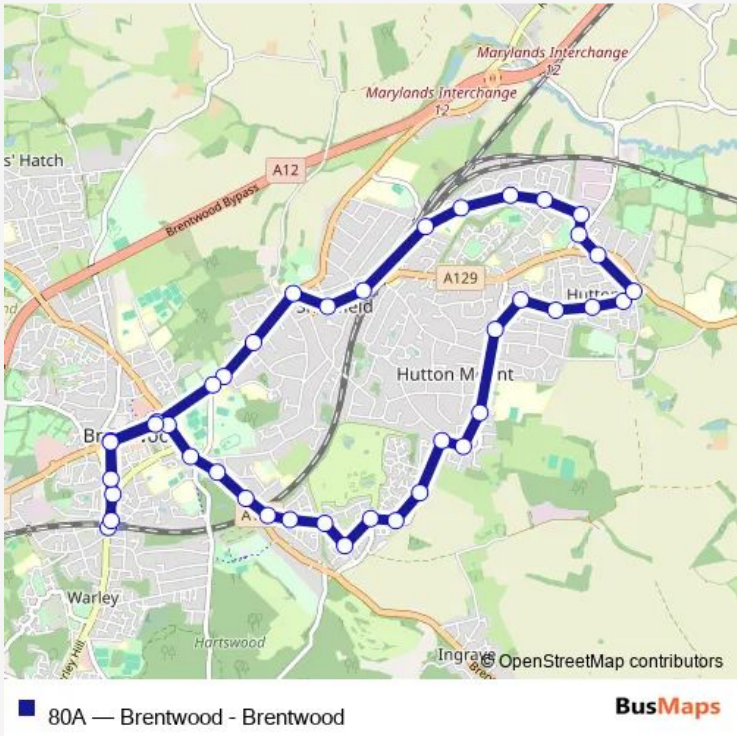 Marylands Interchange
12
Marylands Interchange
12
s' Hatch
A12
Brentwood Bypass
A129
Hutton
Hutton Mount
Warley
Hartswood
Ingrave
© OpenStreetMap contributors
80A — Brentwood - Brentwood
BusMaps